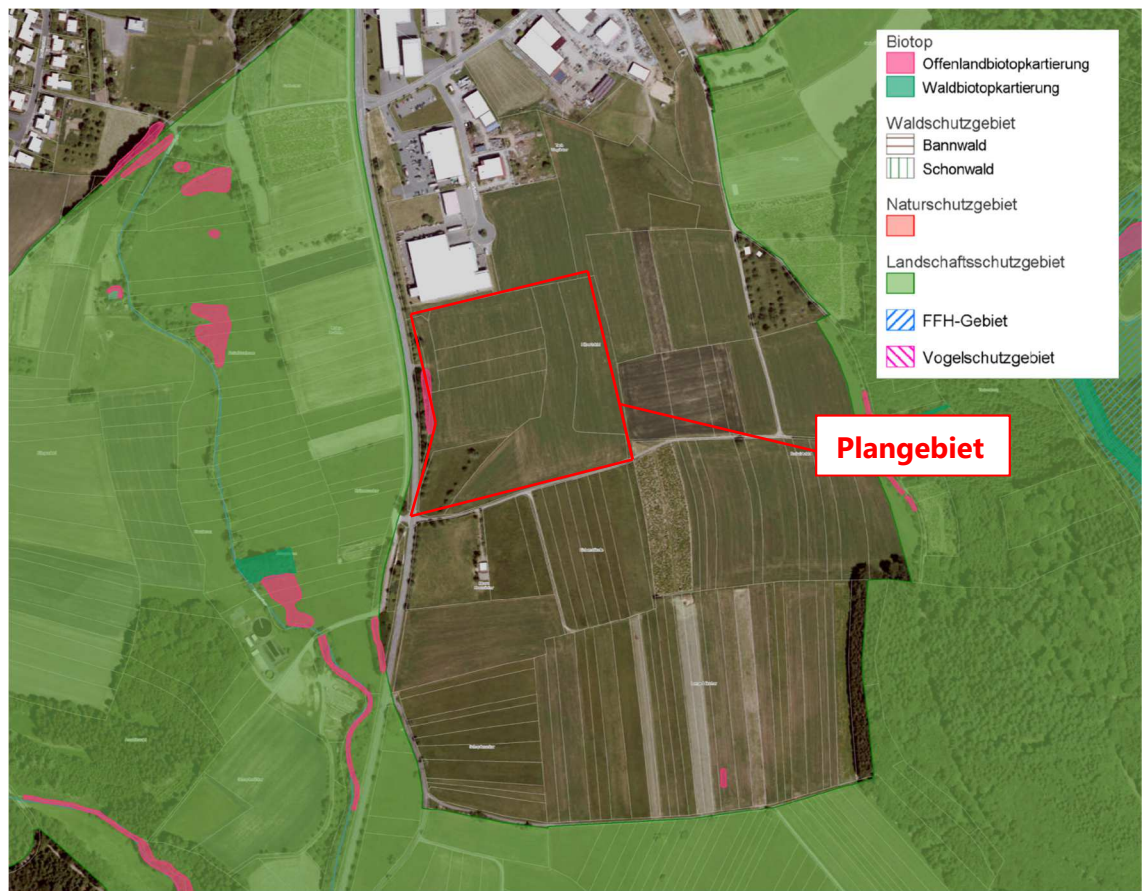 Biotop
Offenlandbiotopkartierung
Waldbiotopkartierung
Waldschutzgebiet
Bannwald
Schonwald
Naturschutzgebiet
Landschaftsschutzgebiet
FFH-Gebiet
Vogelschutzgebiet
Plangebiet